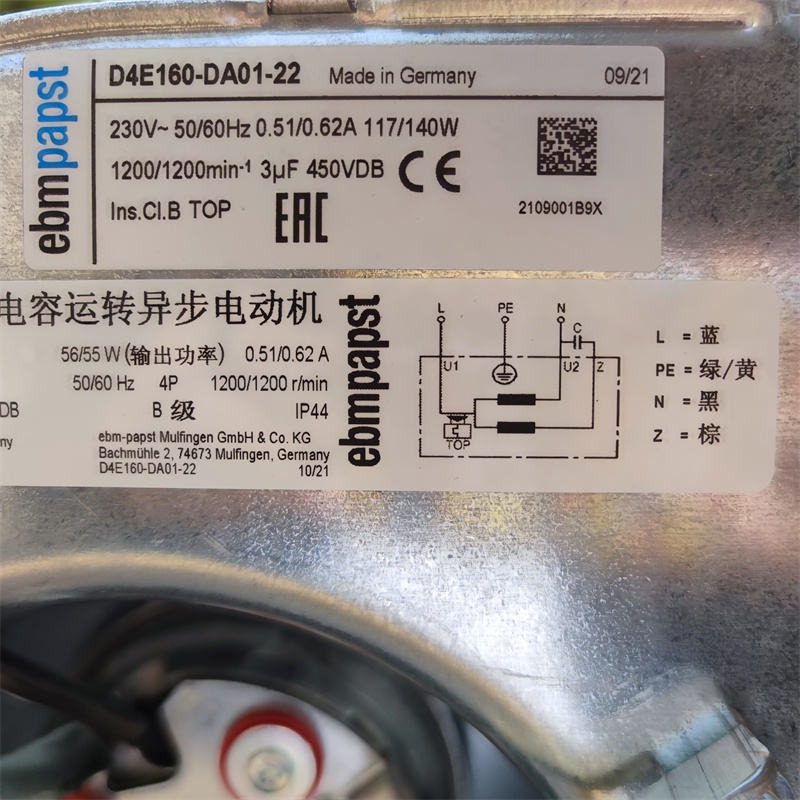 ebmpapst
D4E160-DA01-22 Made in Germany 09/21
230V~ 50/60Hz 0.51/0.62A 117/140W
1200/1200min-¹ 3µF 450VDB CE
Ins.Cl.B TOP EAC
2109001B9X
电容运转异步电动机
56/55 W (输出功率) 0.51/0.62 A
50/60 Hz 4P 1200/1200 r/min
DB B 级 IP44
ny ebm-papst Mulfingen GmbH & Co. KG
Bachmühle 2, 74673 Mulfingen, Germany
D4E160-DA01-22 10/21
ebmpapst
L PE N
C
U1 U2 Z
TOP
L = 蓝
PE = 绿/黄
N = 黑
Z = 棕